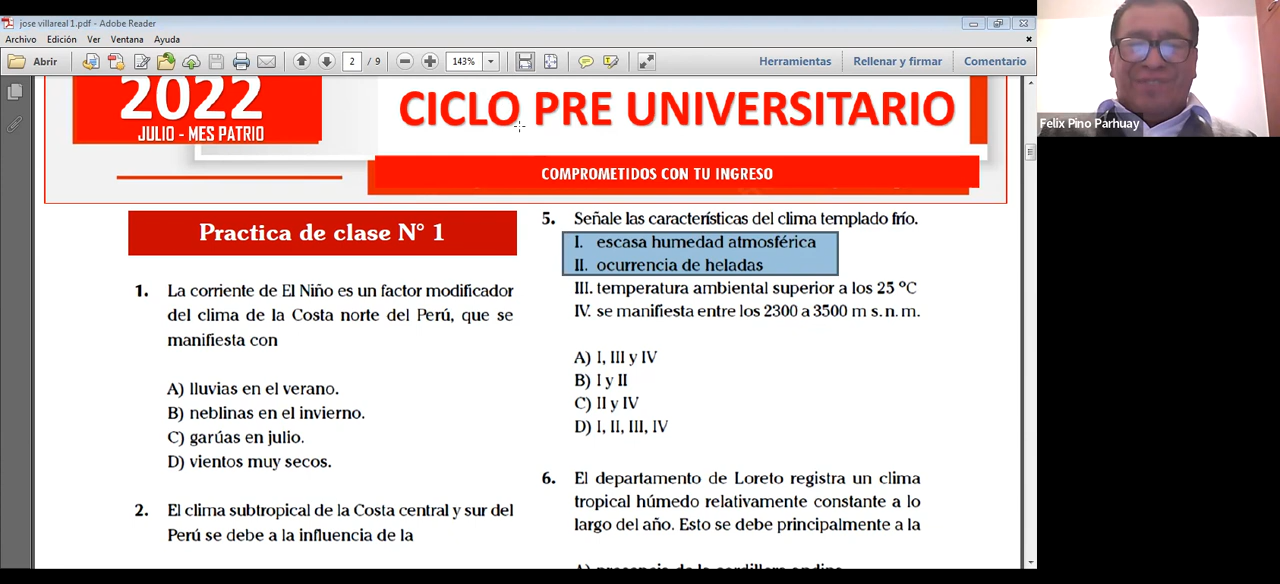 jose villareal 1.pdf - Adobe Reader
Archivo Edición Ver Ventana Ayuda
Abrir 2 / 9 143% Herramientas Rellenar y firmar Comentario
2022
JULIO - MES PATRIO
CICLO PRE UNIVERSITARIO
COMPROMETIDOS CON TU INGRESO
Practica de clase N° 1
1. La corriente de El Niño es un factor modificador
del clima de la Costa norte del Perú, que se
manifiesta con
A) lluvias en el verano.
B) neblinas en el invierno.
C) garúas en julio.
D) vientos muy secos.
2. El clima subtropical de la Costa central y sur del
Perú se debe a la influencia de la
5. Señale las características del clima templado frío.
I. escasa humedad atmosférica
II. ocurrencia de heladas
III. temperatura ambiental superior a los 25 ºC
IV. se manifiesta entre los 2300 a 3500 m s. n. m.
A) I, III y IV
B) I y II
C) II y IV
D) I, II, III, IV
6. El departamento de Loreto registra un clima
tropical húmedo relativamente constante a lo
largo del año. Esto se debe principalmente a la
A) presencia de la cordillera andina
Felix Pino Parhuay